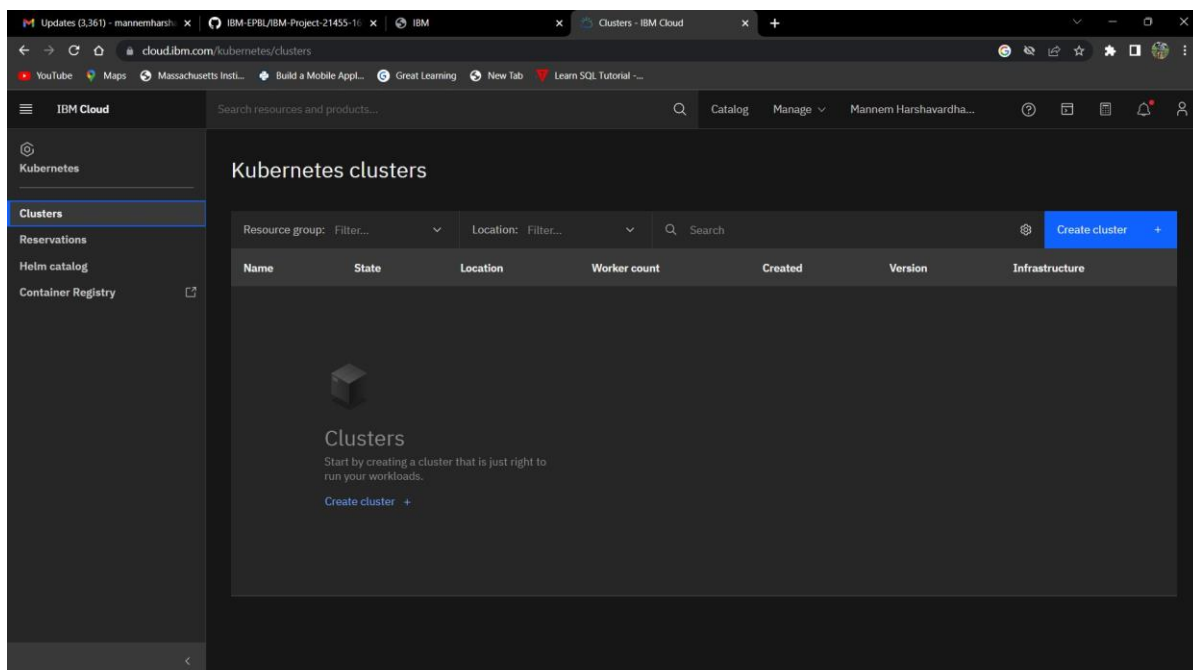 Updates (3,361) - mannemharsh
IBM-EPBL/IBM-Project-21455-16
IBM
Clusters - IBM Cloud
cloud.ibm.com/kubernetes/clusters
YouTube Maps Massachusetts Insti... Build a Mobile Appl... Great Learning New Tab Learn SQL Tutorial -...
IBM Cloud
Search resources and products...
Catalog Manage Mannem Harshavardha...
Kubernetes
Clusters
Reservations
Helm catalog
Container Registry
Kubernetes clusters
Resource group: Filter... Location: Filter... Search Create cluster +
Name State Location Worker count Created Version Infrastructure
Clusters
Start by creating a cluster that is just right to
run your workloads.
Create cluster +